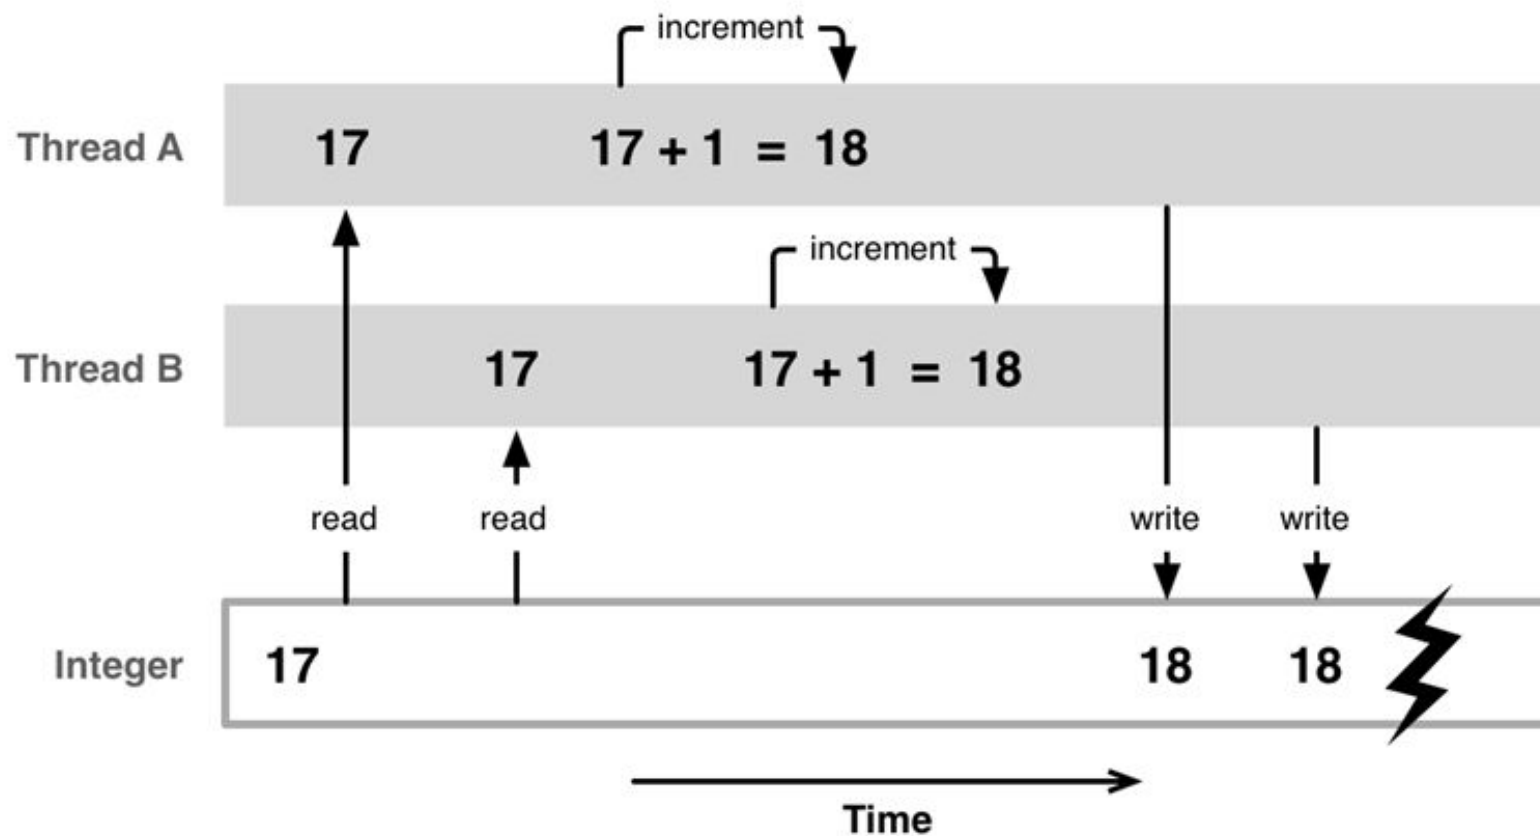 increment
Thread A 17 17 + 1 = 18
increment
Thread B 17 17 + 1 = 18
read read write write
Integer 17 18 18
Time